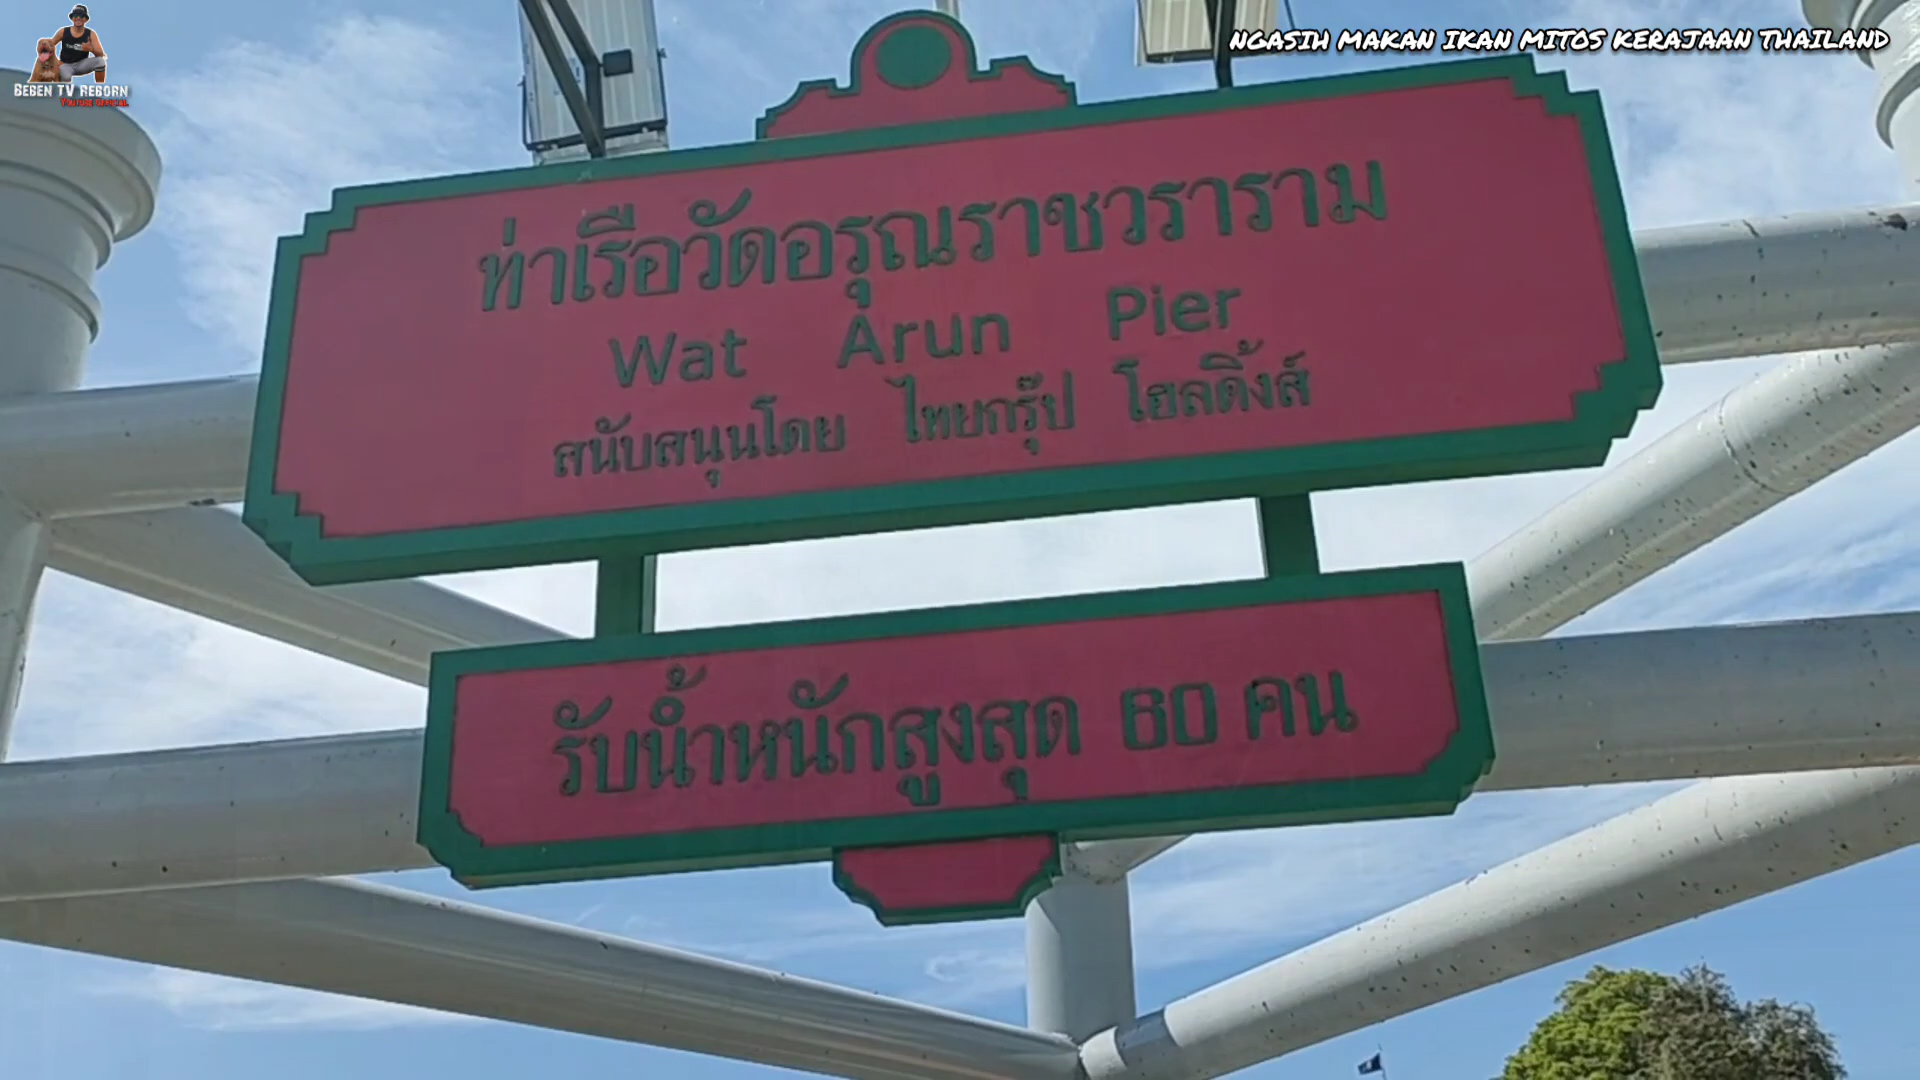 NGASIH MAKAN IKAN MITOS KERAJAAN THAILAND
BEBEN TV REBORN
YOUTUBE OFFICIAL
ท่าเรือวัดอรุณราชวราราม
Wat Arun Pier
สนับสนุนโดย ไทยกรุ๊ป โฮลดิ้งส์
รับน้ำหนักสูงสุด 60 คน